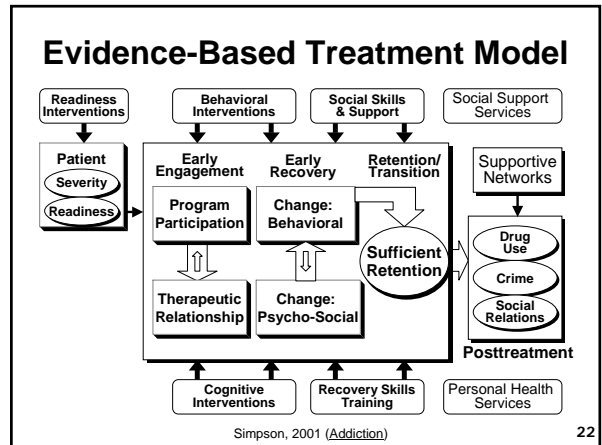 Evidence-Based Treatment Model
Readiness
Interventions
Behavioral
Interventions
Social Skills
& Support
Social Support
Services
Patient
Severity
Readiness
Early
Engagement
Program
Participation
Therapeutic
Relationship
Early
Recovery
Change:
Behavioral
Change:
Psycho-Social
Retention/
Transition
Sufficient
Retention
Supportive
Networks
Drug
Use
Crime
Social
Relations
Posttreatment
Cognitive
Interventions
Recovery Skills
Training
Personal Health
Services
Simpson, 2001 (Addiction)
22